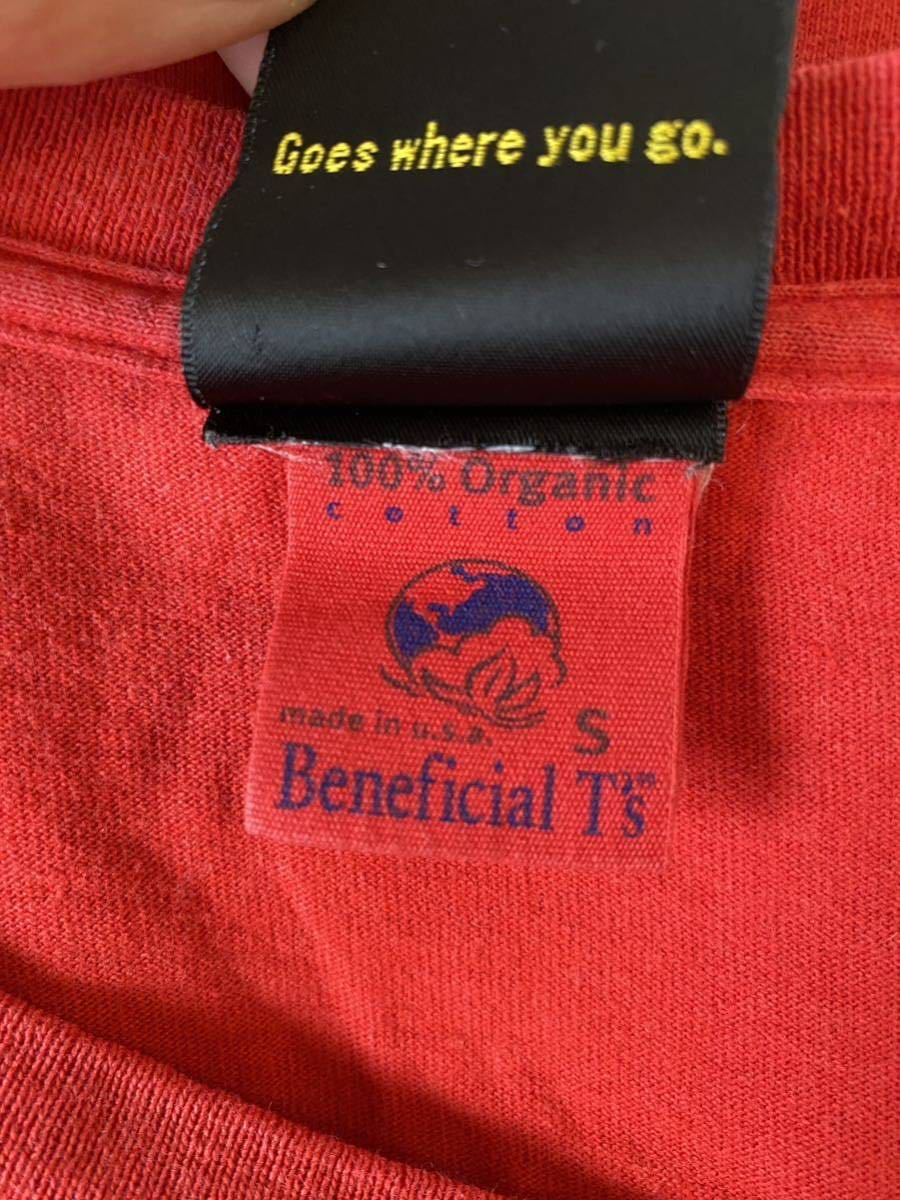 Goes where you go.
100% Organic
cotton
made in u.s.a. S
Beneficial T's